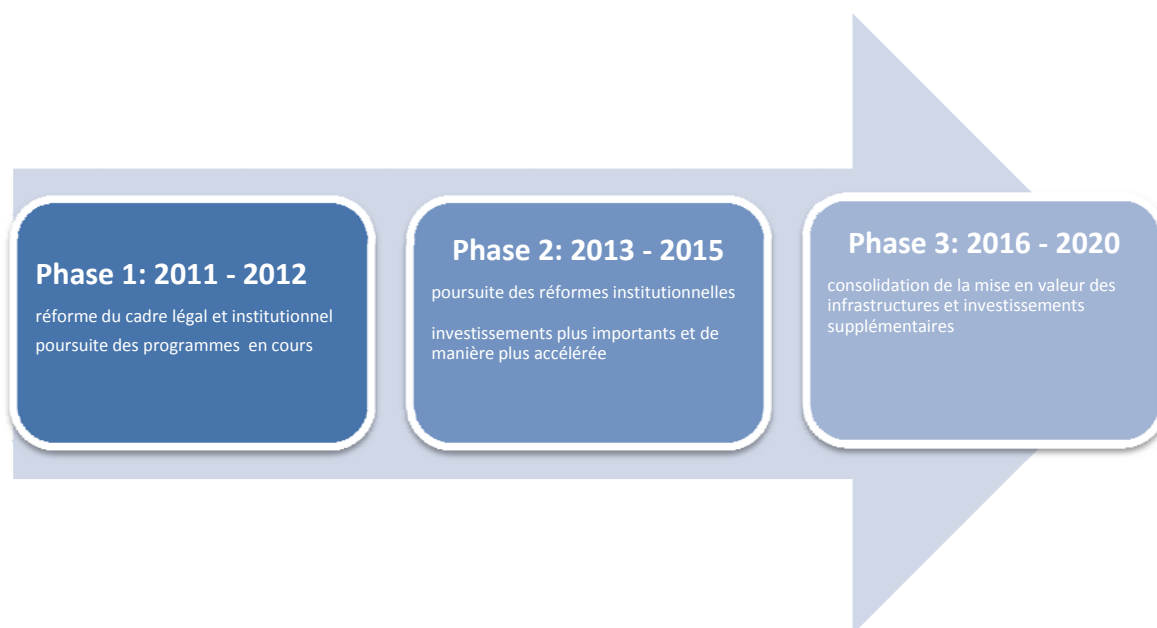 Phase 1: 2011 - 2012
réforme du cadre légal et institutionnel
poursuite des programmes en cours
Phase 2: 2013 - 2015
poursuite des réformes institutionnelles
investissements plus importants et de
manière plus accélérée
Phase 3: 2016 - 2020
consolidation de la mise en valeur des
infrastructures et investissements
supplémentaires